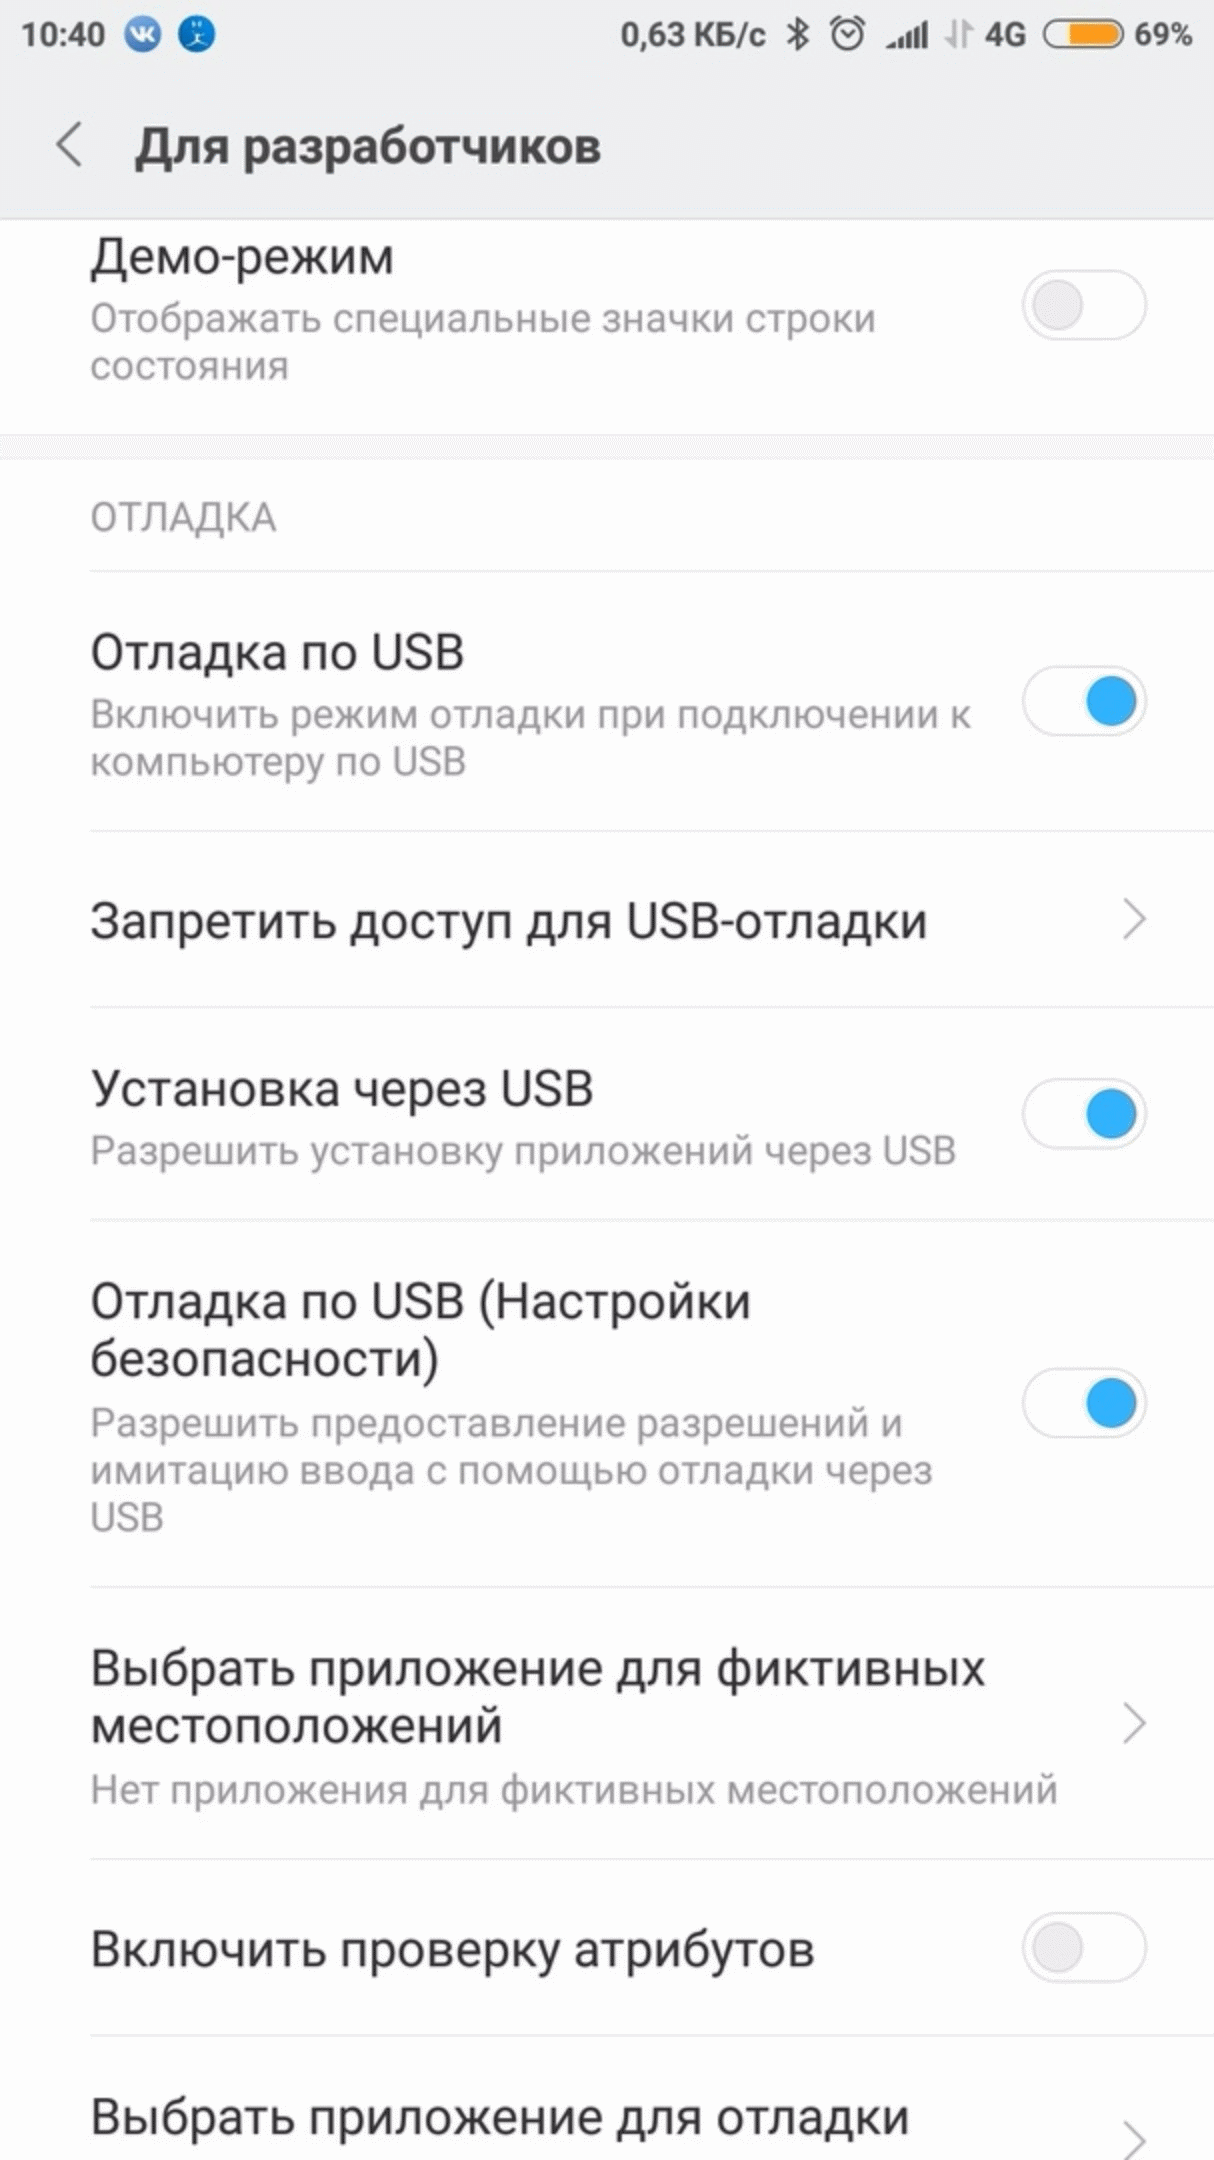 10:40 0,63 КБ/с 4G 69%
Для разработчиков
Демо-режим
Отображать специальные значки строки
состояния
ОТЛАДКА
Отладка по USB
Включить режим отладки при подключении к
компьютеру по USB
Запретить доступ для USB-отладки
Установка через USB
Разрешить установку приложений через USB
Отладка по USB (Настройки
безопасности)
Разрешить предоставление разрешений и
имитацию ввода с помощью отладки через
USB
Выбрать приложение для фиктивных
местоположений
Нет приложения для фиктивных местоположений
Включить проверку атрибутов
Выбрать приложение для отладки